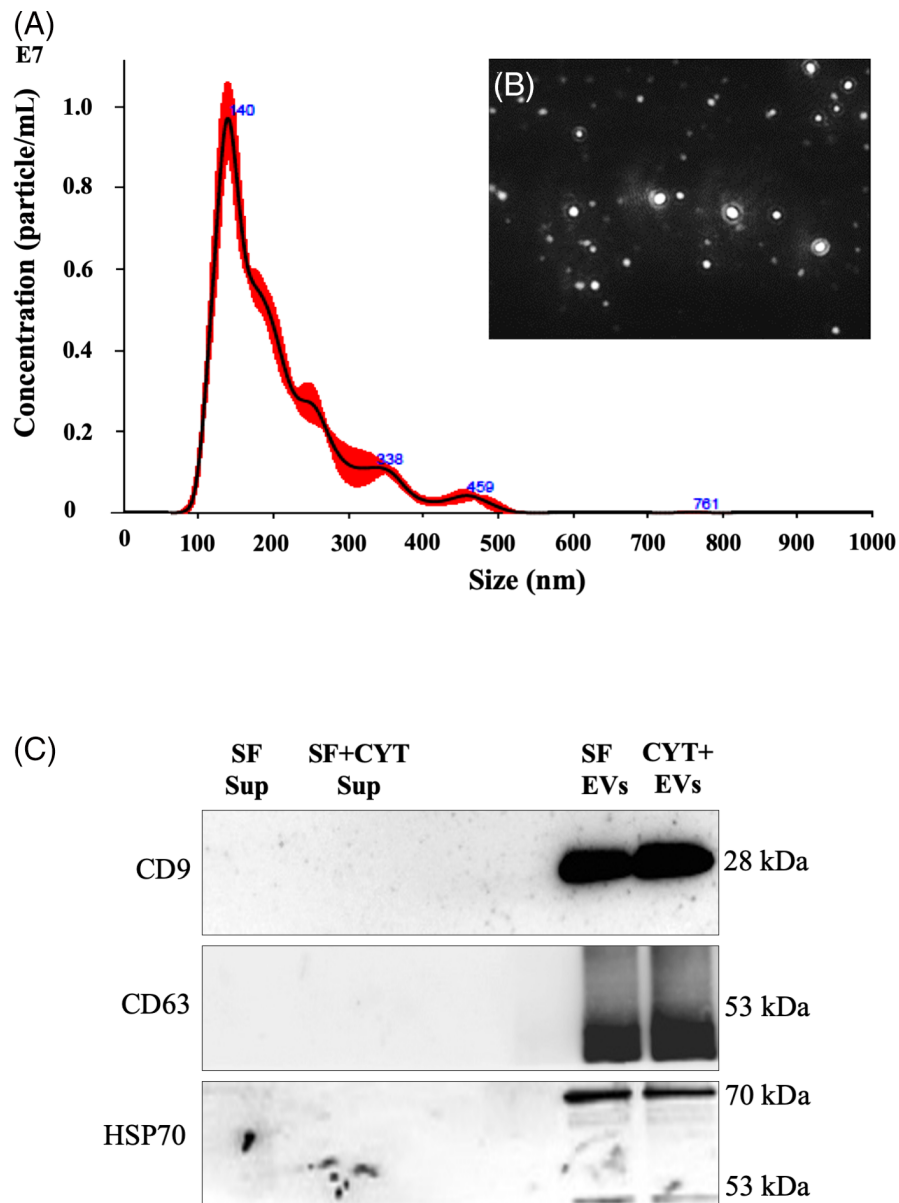 (A)
E7
Concentration (particle/mL)
1.0
0.8
0.6
0.4
0.2
0
140
338
459
761
0 100 200 300 400 500 600 700 800 900 1000
Size (nm)
(B)
(C)
SF
Sup
SF+CYT
Sup
SF
EVs
CYT+
EVs
CD9
28 kDa
CD63
53 kDa
HSP70
70 kDa
53 kDa